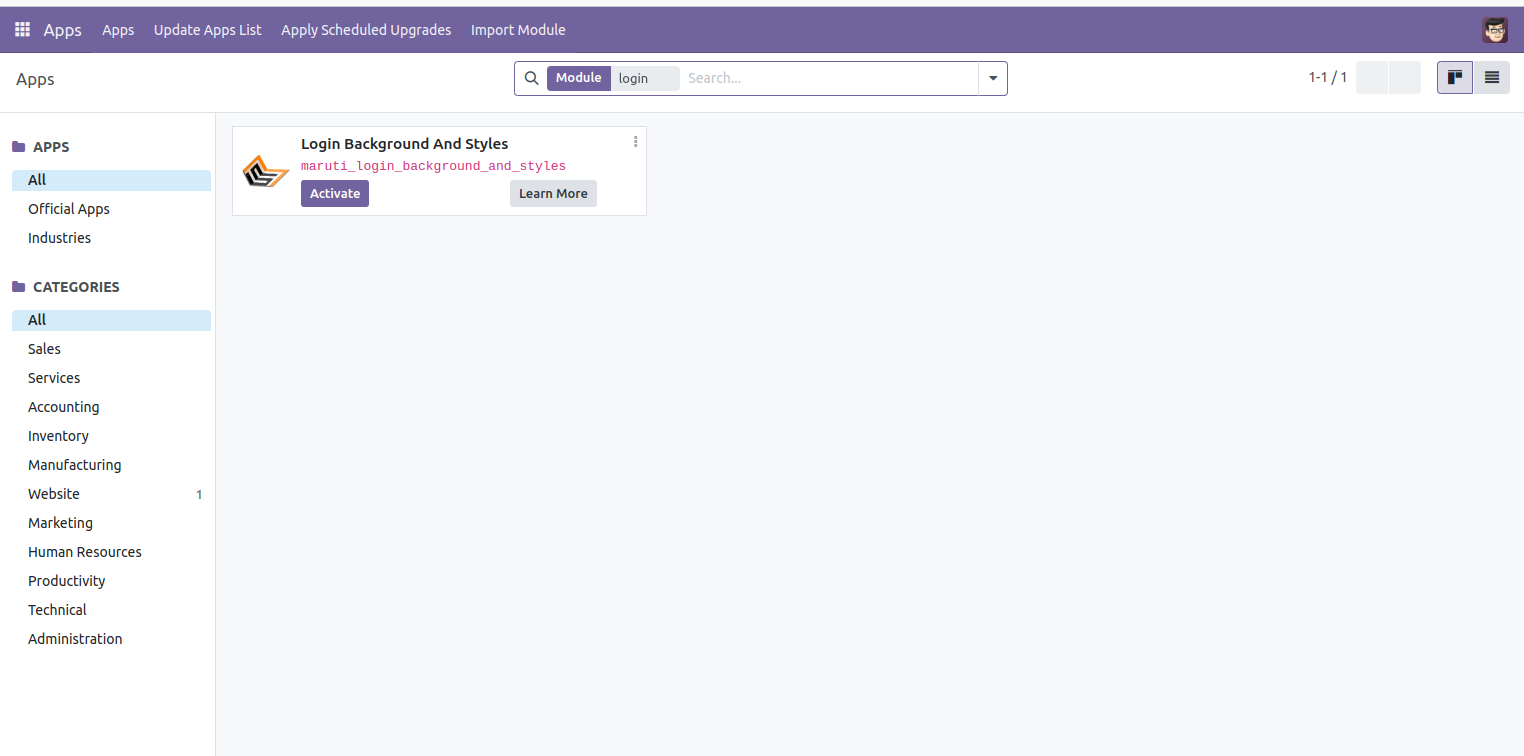 Apps Apps Update Apps List Apply Scheduled Upgrades Import Module
Apps Module login Search... 1-1 / 1
APPS
All
Official Apps
Industries
CATEGORIES
All
Sales
Services
Accounting
Inventory
Manufacturing
Website 1
Marketing
Human Resources
Productivity
Technical
Administration
Login Background And Styles
maruti_login_background_and_styles
Activate Learn More